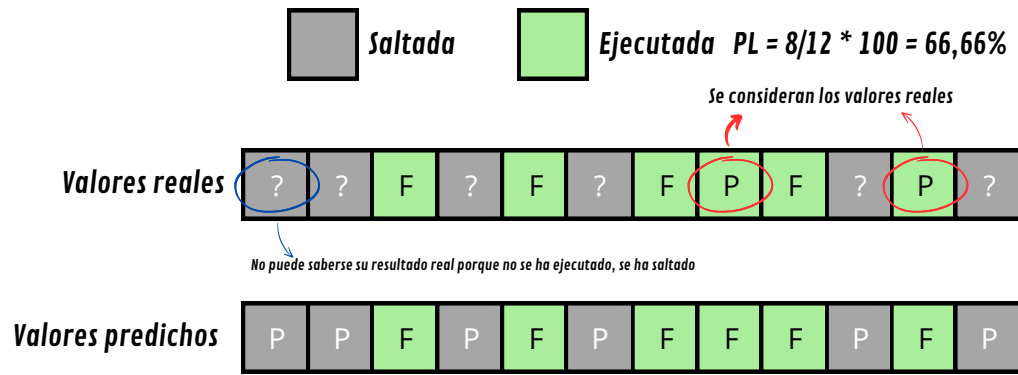 Saltada
Ejecutada PL = 8/12 * 100 = 66,66%
Se consideran los valores reales
Valores reales ? ? F ? F ? F P F ? P ?
No puede saberse su resultado real porque no se ha ejecutado, se ha saltado
Valores predichos P P F P F P F F F P F P